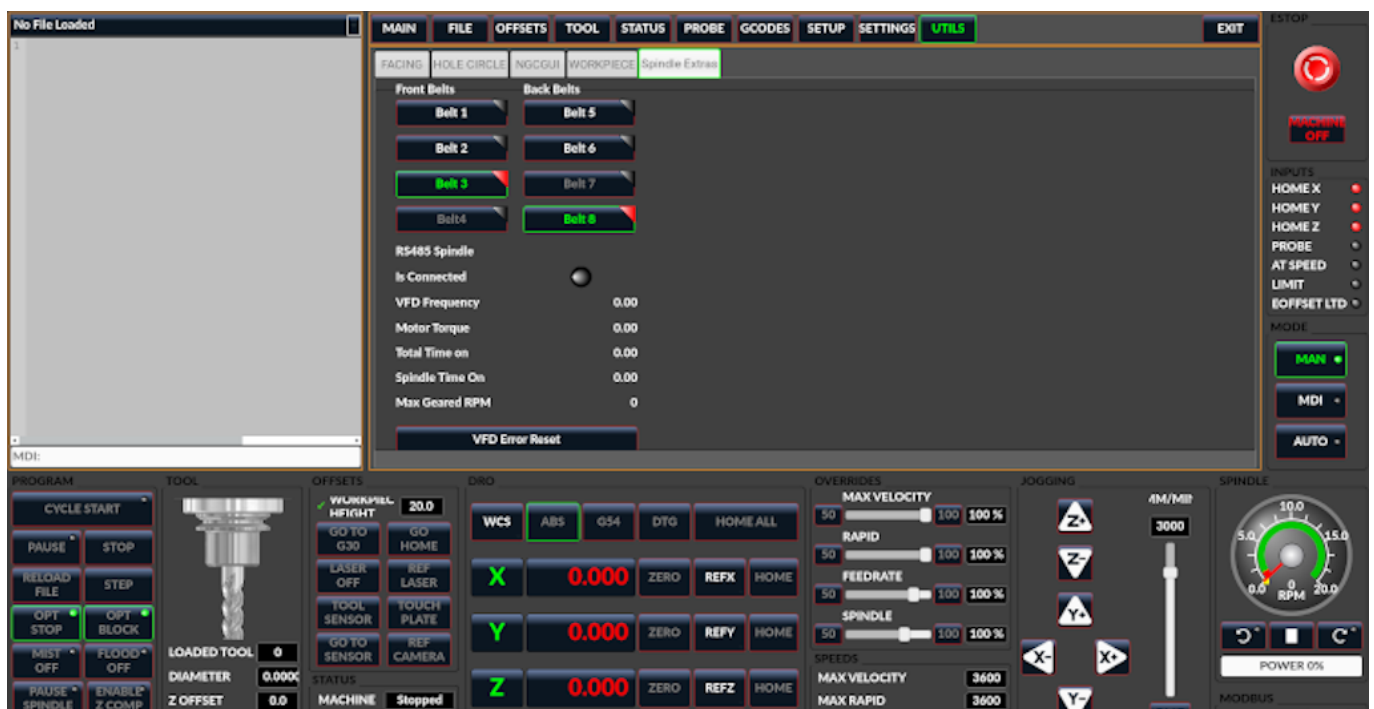 No File Loaded
1
MDI:
MAIN FILE OFFSETS TOOL STATUS PROBE GCODES SETUP SETTINGS UTILS EXIT
FACING HOLE CIRCLE NGCGUI WORKPIECE Spindle Extras
Front Belts Back Belts
Belt 1 Belt 5
Belt 2 Belt 6
Belt 3 Belt 7
Belt4 Belt 8
RS485 Spindle
Is Connected
VFD Frequency 0.00
Motor Torque 0.00
Total Time on 0.00
Spindle Time On 0.00
Max Geared RPM 0
VFD Error Reset
ESTOP
MACHINE
OFF
INPUTS
HOME X
HOME Y
HOME Z
PROBE
AT SPEED
LIMIT
EOFFSET LTD
MODE
MAN
MDI
AUTO
PROGRAM
CYCLE START
PAUSE STOP
RELOAD
FILE
STEP
OPT
STOP
OPT
BLOCK
MIST
OFF
FLOOD
OFF
PAUSE
SPINDLE
ENABLE
Z COMP
TOOL
LOADED TOOL 0
DIAMETER 0.000
Z OFFSET 0.0
OFFSETS
WORKPIEC
HEIGHT
20.0
GO TO
G30
GO
HOME
LASER
OFF
REF
LASER
TOOL
SENSOR
TOUCH
PLATE
GO TO
SENSOR
REF
CAMERA
STATUS
MACHINE Stopped
DRO
WCS ABS G54 DTG HOME ALL
X 0.000 ZERO REFX HOME
Y 0.000 ZERO REFY HOME
Z 0.000 ZERO REFZ HOME
OVERRIDES
MAX VELOCITY
50 100 100 %
RAPID
50 100 100 %
FEEDRATE
50 100 100 %
SPINDLE
50 100 100 %
SPEEDS
MAX VELOCITY 3600
MAX RAPID 3600
JOGGING
Z+
Z-
Y+
X- X+
Y-
3000
SPINDLE
10.0
5.0 15.0
0.0 0 20.0
RPM
POWER 0%
MODBUS